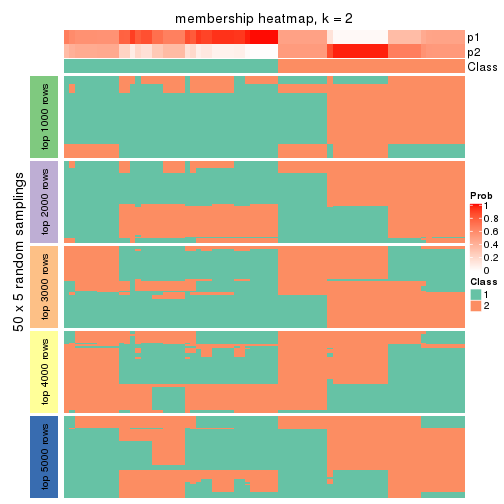 membership heatmap, k = 2
p1
p2
Class
50 x 5 random samplings
top 1000 rows
top 2000 rows
top 3000 rows
top 4000 rows
top 5000 rows
Prob
1
0.8
0.6
0.4
0.2
0
Class
1
2